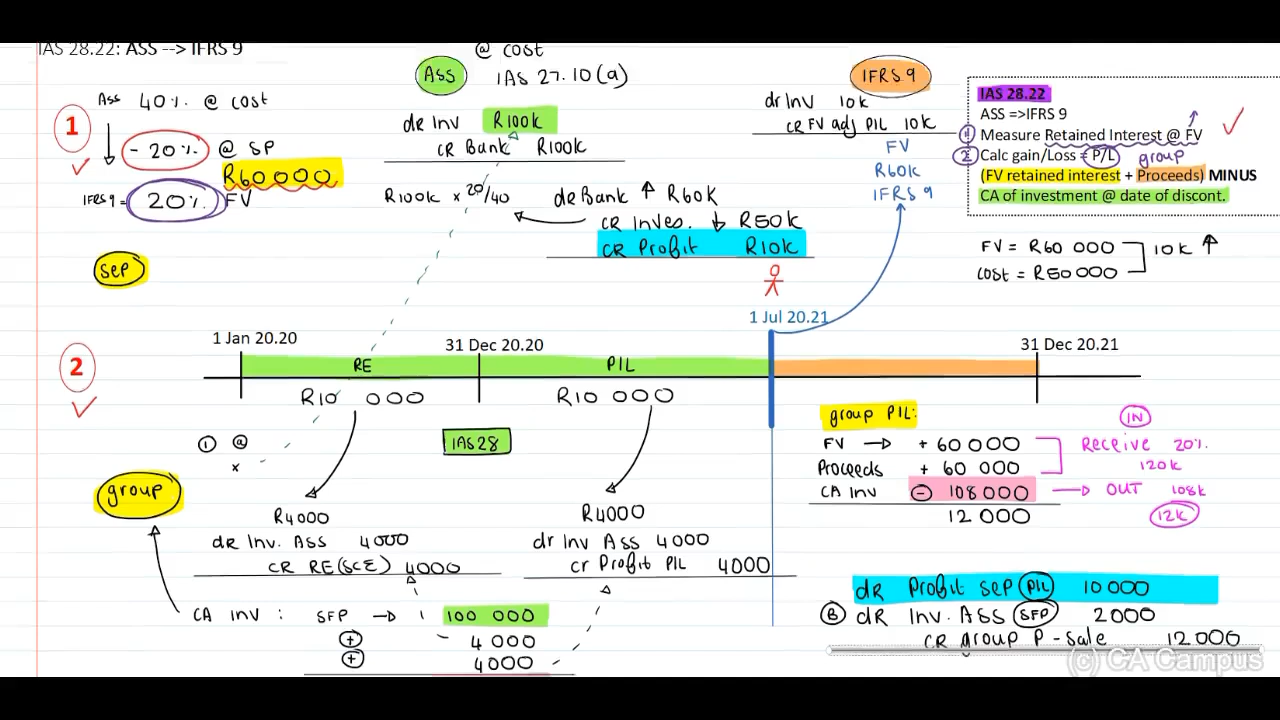 IAS 28.22: ASS --> IFRS 9
@ cost
IAS 27.10(a)
ASS
dr Inv R100k
cr Bank R100k
R100k x 20/40
dr Bank ↑ R60k
cr Inves. ↓ R50k
cr Profit R10k
1
Ass 40% @ cost
- 20% @ SP
R60000
IFRS 9 = 20% FV
sep
IFRS 9
dr Inv 10k
cr FV adj PIL 10k
FV
R60k
IFRS 9
IAS 28.22
ASS =>IFRS 9
1 Measure Retained Interest @ FV
2 Calc gain/Loss = P/L group
(FV retained interest + Proceeds) MINUS
CA of investment @ date of discont.
FV = R60 000
cost = R50 000
10k ↑
1 Jul 20.21
1 Jan 20.20
31 Dec 20.20
31 Dec 20.21
2
RE
PIL
R10 000
R10 000
1 @
x
IAS 28
group
R4000
dr Inv. Ass 4000
cr RE(SCE) 4000
R4000
dr Inv Ass 4000
cr Profit PIL 4000
CA INV : SFP → 100 000
+ 4000
+ 4000
group PIL:
FV → + 60 000
Proceeds + 60 000
CA Inv - 108 000
12 000
IN
Receive 20%
120k
→ OUT 108k
12k
dr Profit sep PIL 10 000
B dR Inv. Ass SFP 2000
cr group P - sale 12 000
(c) CA Campus